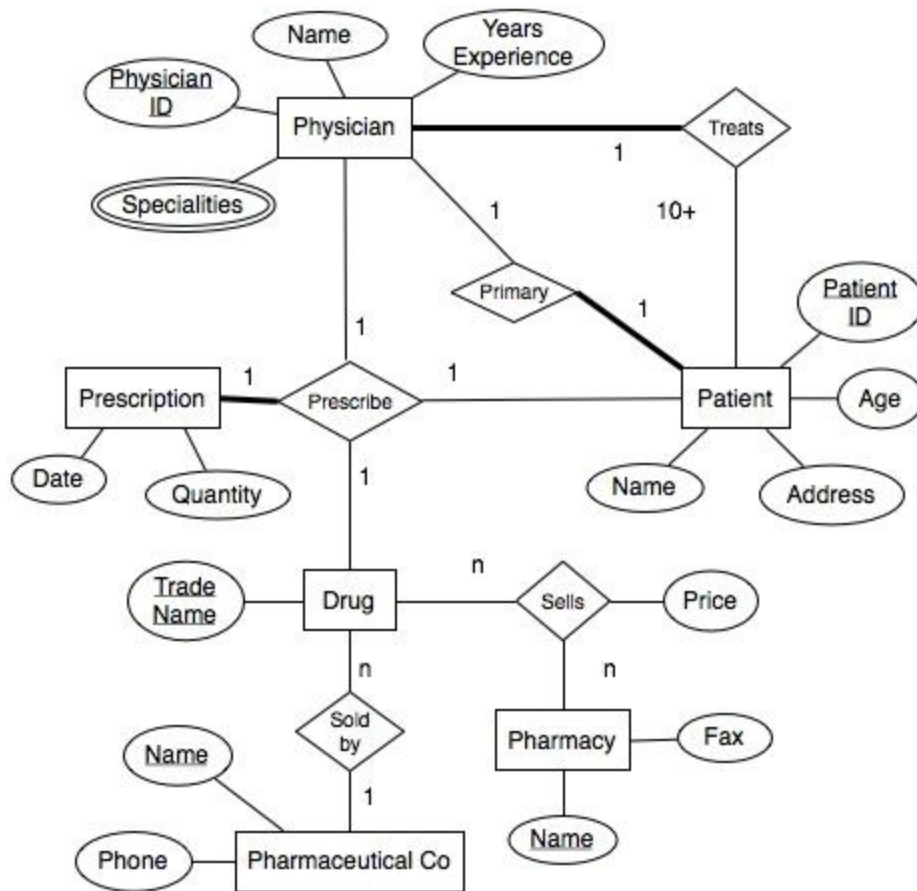 Name
Years
Experience
Physician
ID
Physician
Treats
1
Specialities
1
10+
Primary
1
Patient
ID
1
1
1
Prescription
Prescribe
Patient
Age
Date
Quantity
1
Name
Address
Trade
Name
Drug
n
Sells
Price
n
n
Sold
by
Pharmacy
Fax
Name
1
Name
Phone
Pharmaceutical Co